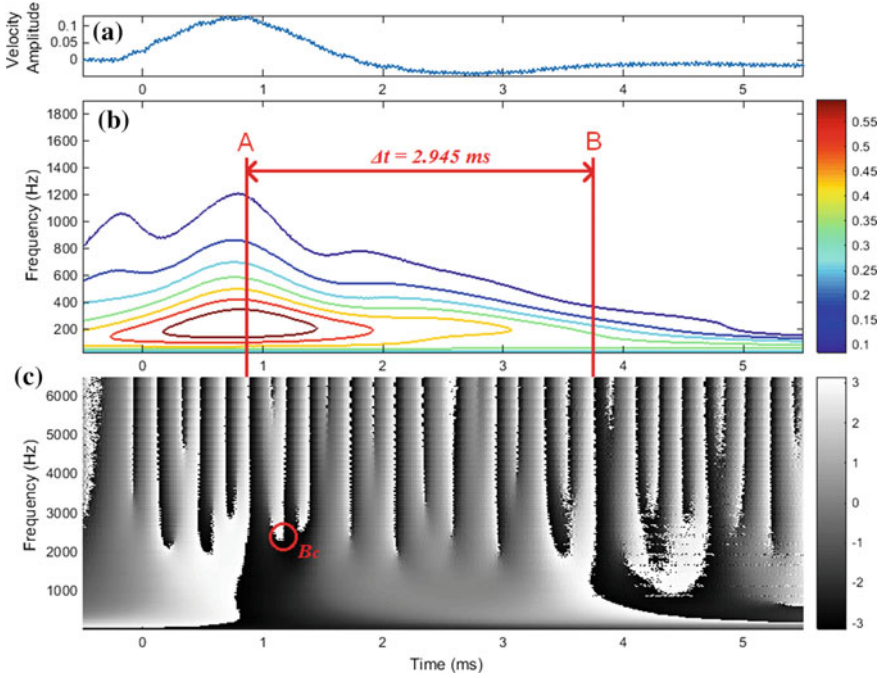 (a)
Velocity
Amplitude
0.1
0.05
0
0 1 2 3 4 5
(b)
Frequency (Hz)
1800
1600
1400
1200
1000
800
600
400
200
A
B
Δt = 2.945 ms
0 1 2 3 4 5
0.55
0.5
0.45
0.4
0.35
0.3
0.25
0.2
0.15
0.1
(c)
Frequency (Hz)
6000
5000
4000
3000
2000
1000
Bc
0 1 2 3 4 5
Time (ms)
3
2
1
0
-1
-2
-3